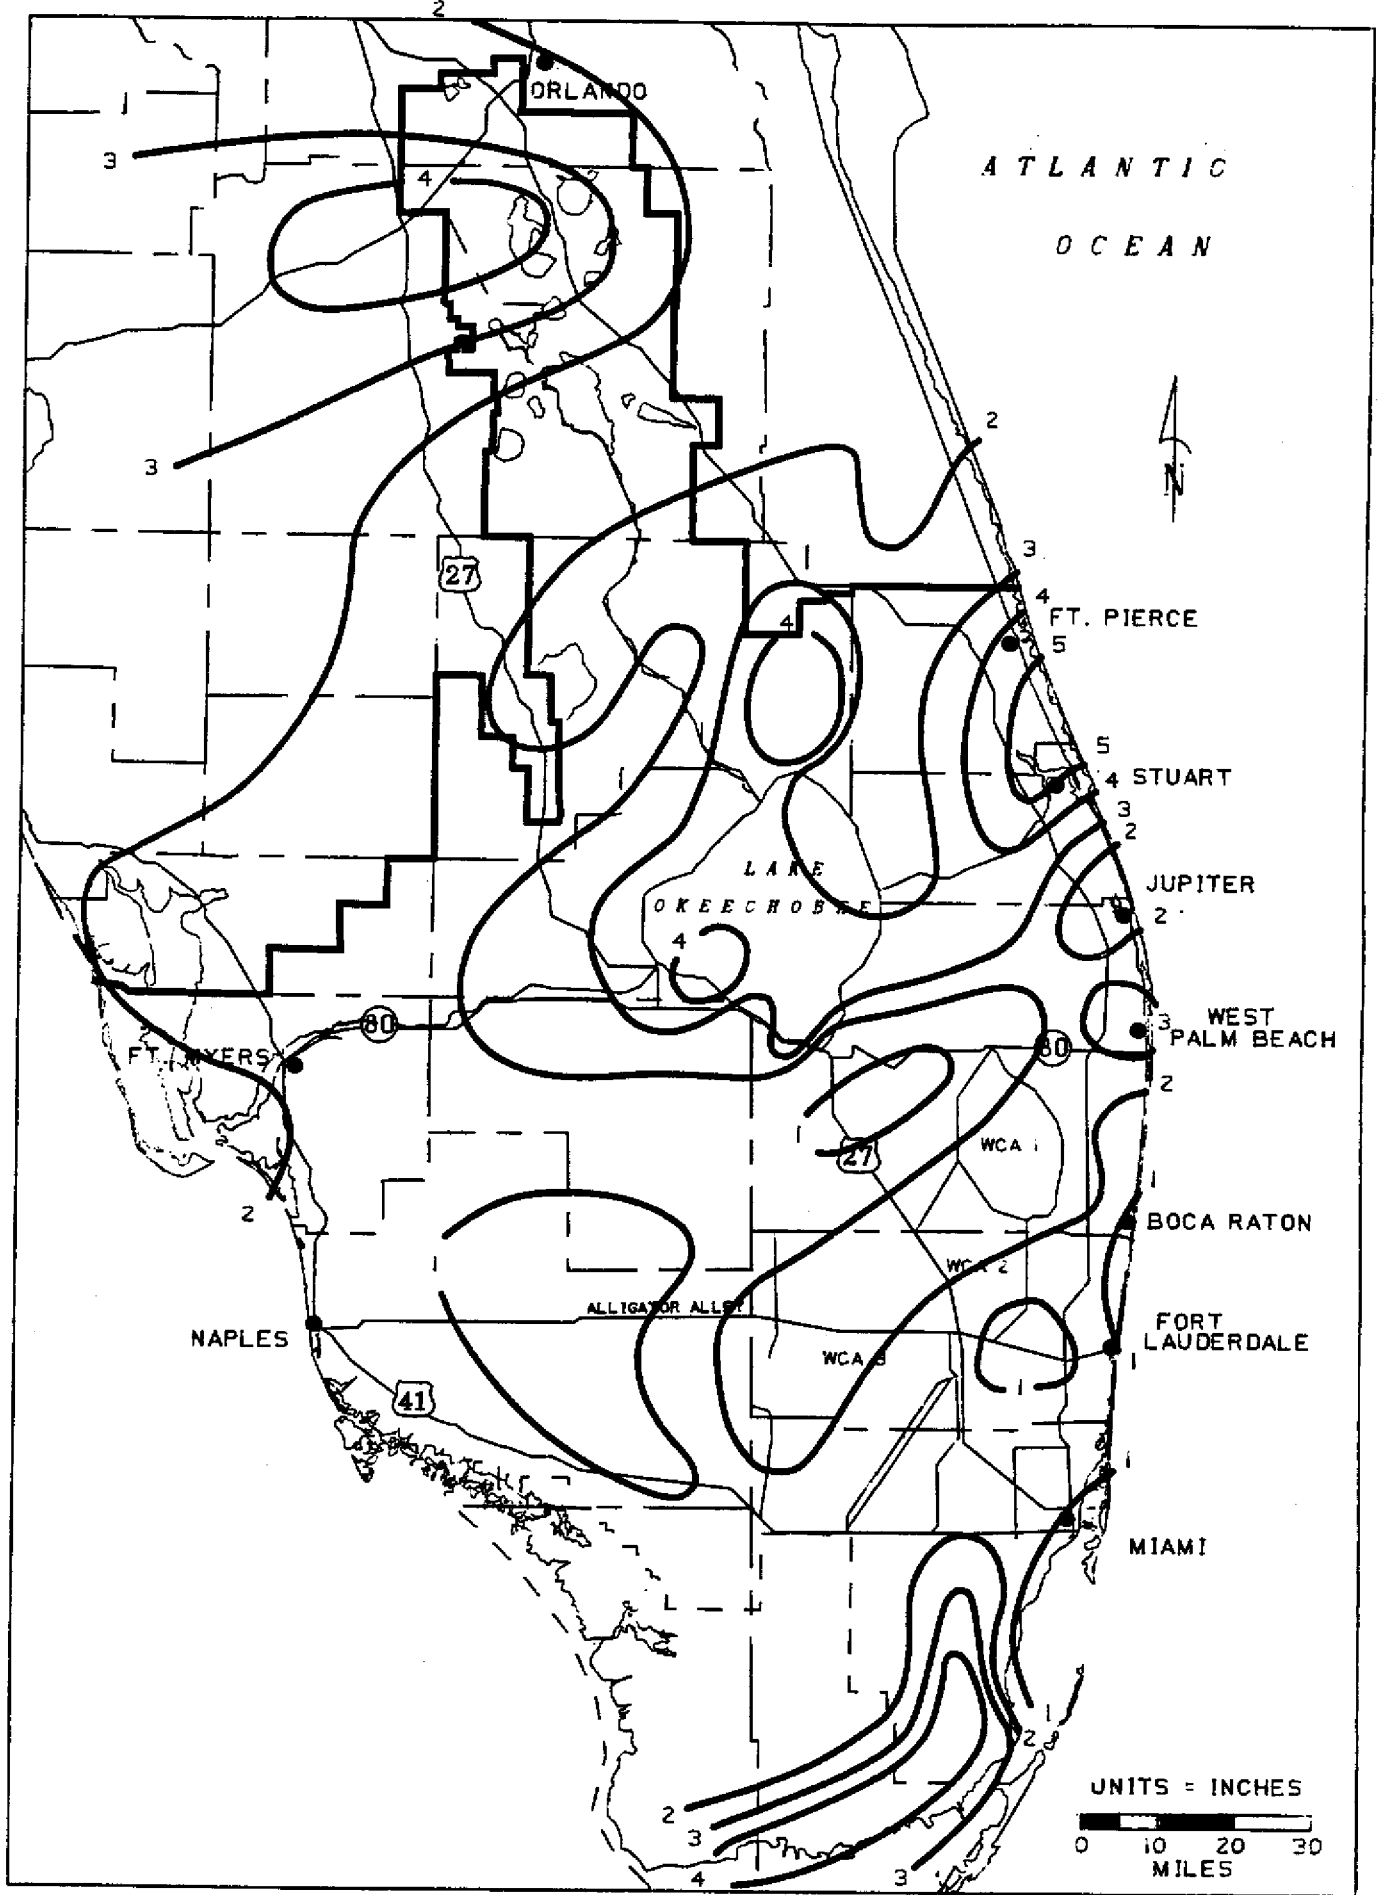 2
ORLANDO
3
ATLANTIC
4
OCEAN
2
3
N
3
27
4
FT. PIERCE
4
5
5
4
STUART
3
2
LAKE
JUPITER
OKEECHOBEE
2
4
80
3
WEST
PALM BEACH
FT. MYERS
80
2
WCA 1
27
1
2
BOCA RATON
WCA 2
ALLIGATOR ALLEY
FORT
LAUDERDALE
NAPLES
WCA 3
1
1
41
1
MIAMI
1
2
UNITS = INCHES
2
3
0 10 20 30
MILES
4
3